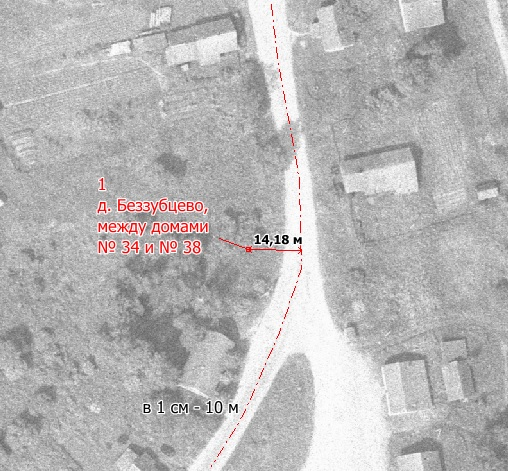 1
д. Беззубцево,
между домами
№ 34 и № 38
14,18 м
в 1 см - 10 м